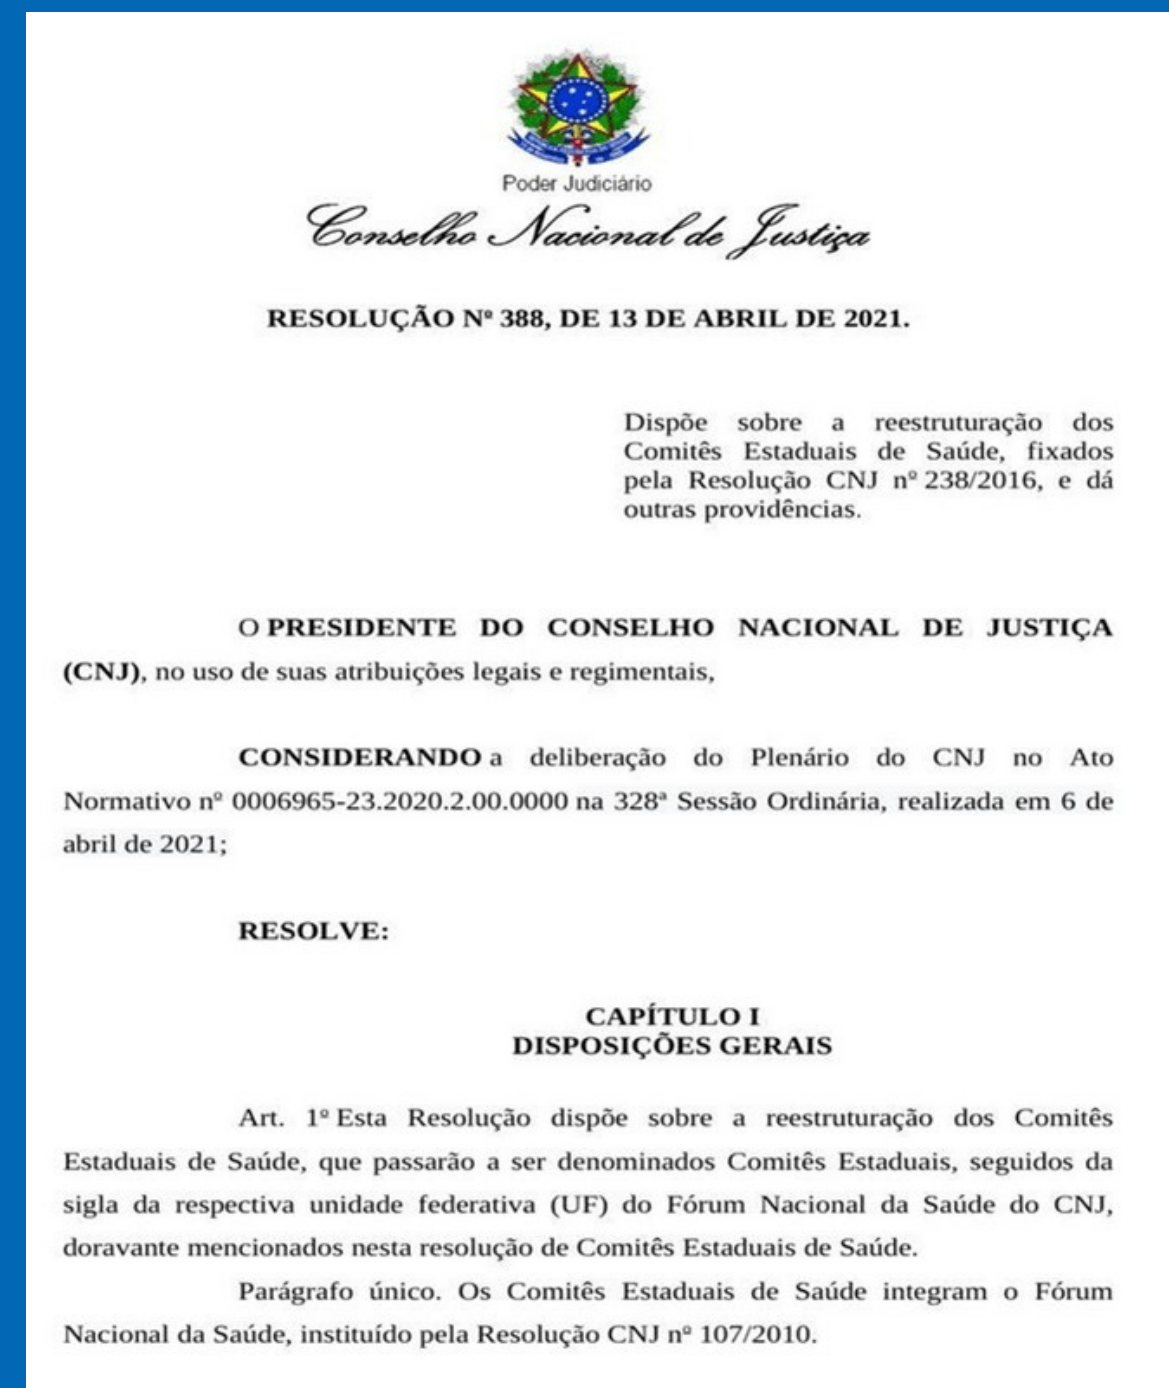 Poder Judiciário
Conselho Nacional de Justiça
RESOLUÇÃO Nº 388, DE 13 DE ABRIL DE 2021.
Dispõe sobre a reestruturação dos
Comitês Estaduais de Saúde, fixados
pela Resolução CNJ nº 238/2016, e dá
outras providências.
O PRESIDENTE DO CONSELHO NACIONAL DE JUSTIÇA
(CNJ), no uso de suas atribuições legais e regimentais,
CONSIDERANDO a deliberação do Plenário do CNJ no Ato
Normativo nº 0006965-23.2020.2.00.0000 na 328ª Sessão Ordinária, realizada em 6 de
abril de 2021;
RESOLVE:
CAPÍTULO I
DISPOSIÇÕES GERAIS
Art. 1º Esta Resolução dispõe sobre a reestruturação dos Comitês
Estaduais de Saúde, que passarão a ser denominados Comitês Estaduais, seguidos da
sigla da respectiva unidade federativa (UF) do Fórum Nacional da Saúde do CNJ,
doravante mencionados nesta resolução de Comitês Estaduais de Saúde.
Parágrafo único. Os Comitês Estaduais de Saúde integram o Fórum
Nacional da Saúde, instituído pela Resolução CNJ nº 107/2010.